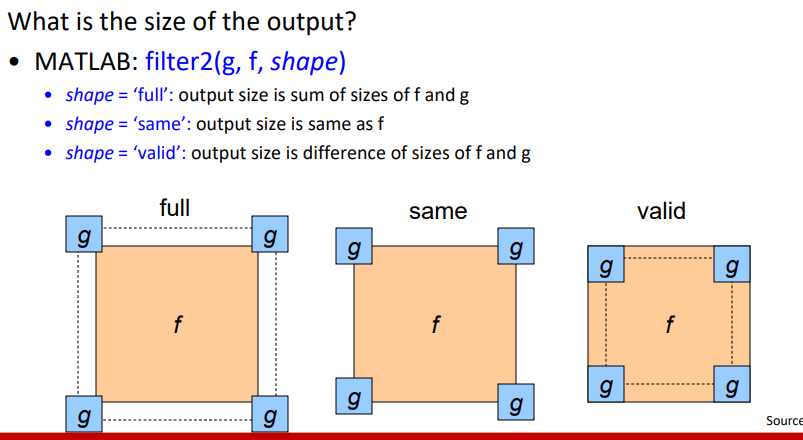 What is the size of the output?
• MATLAB: filter2(g, f, shape)
• shape = ‘full’: output size is sum of sizes of f and g
• shape = ‘same’: output size is same as f
• shape = ‘valid’: output size is difference of sizes of f and g
full
same
valid
g
g
g
g
g
g
f
f
f
g
g
g
g
g
g
Source